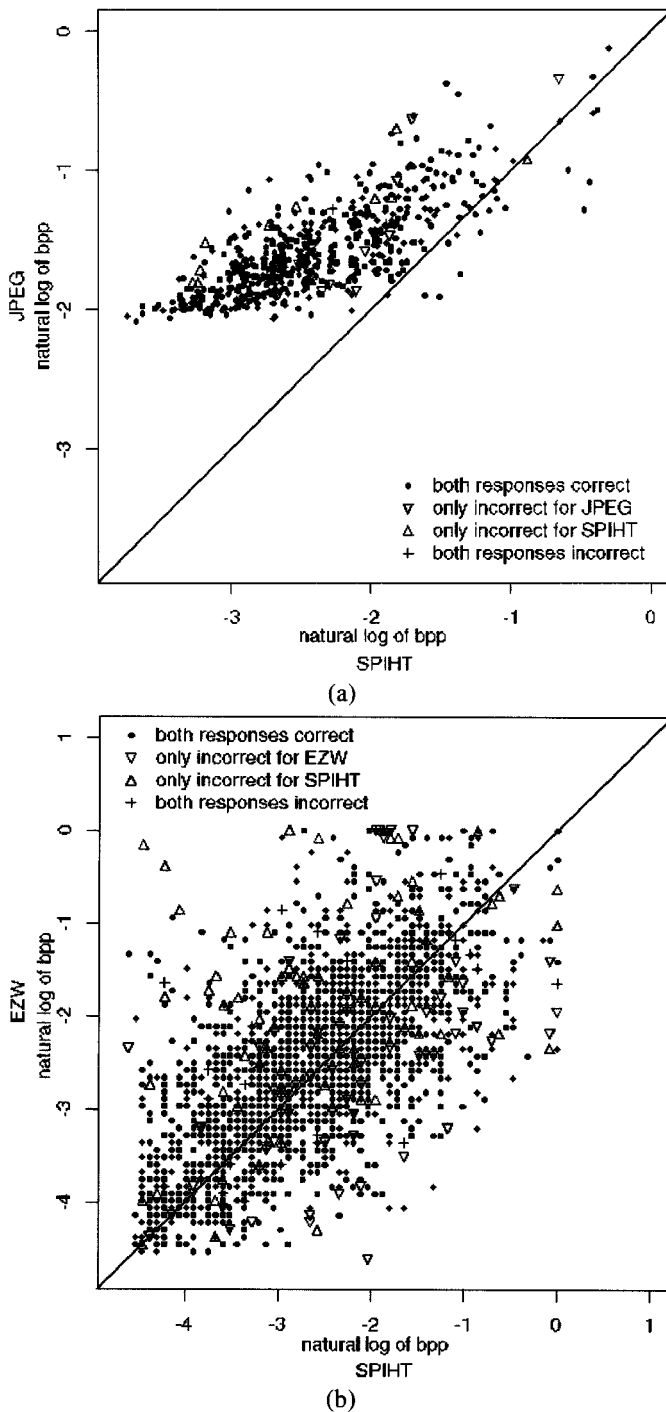 0
-1
-2
-3
JPEG
natural log of bpp
both responses correct
only incorrect for JPEG
only incorrect for SPIHT
both responses incorrect
-3 -2 -1 0
natural log of bpp
SPIHT
(a)
both responses correct
only incorrect for EZW
only incorrect for SPIHT
both responses incorrect
1
0
-1
-2
-3
-4
EZW
natural log of bpp
-4 -3 -2 -1 0 1
natural log of bpp
SPIHT
(b)